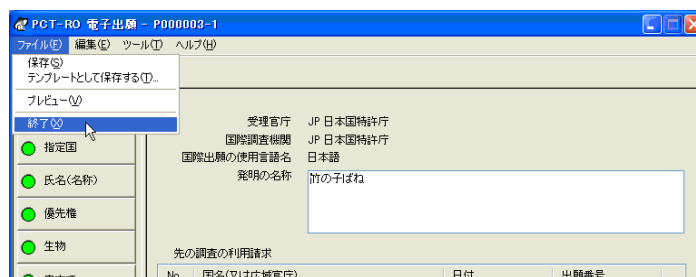 PCT-RO 電子出願 - P000003-1
ファイル(F) 編集(E) ツール(T) ヘルプ(H)
保存(S)
テンプレートとして保存する(T)...
プレビュー(V)
終了(X)
受理官庁 JP 日本国特許庁
国際調査機関 JP 日本国特許庁
指定国
国際出願の使用言語名 日本語
発明の名称 竹の子ばね
氏名(名称)
優先権
生物
先の調査の利用請求
No. 国名(又は広域官庁) 日付 出願番号